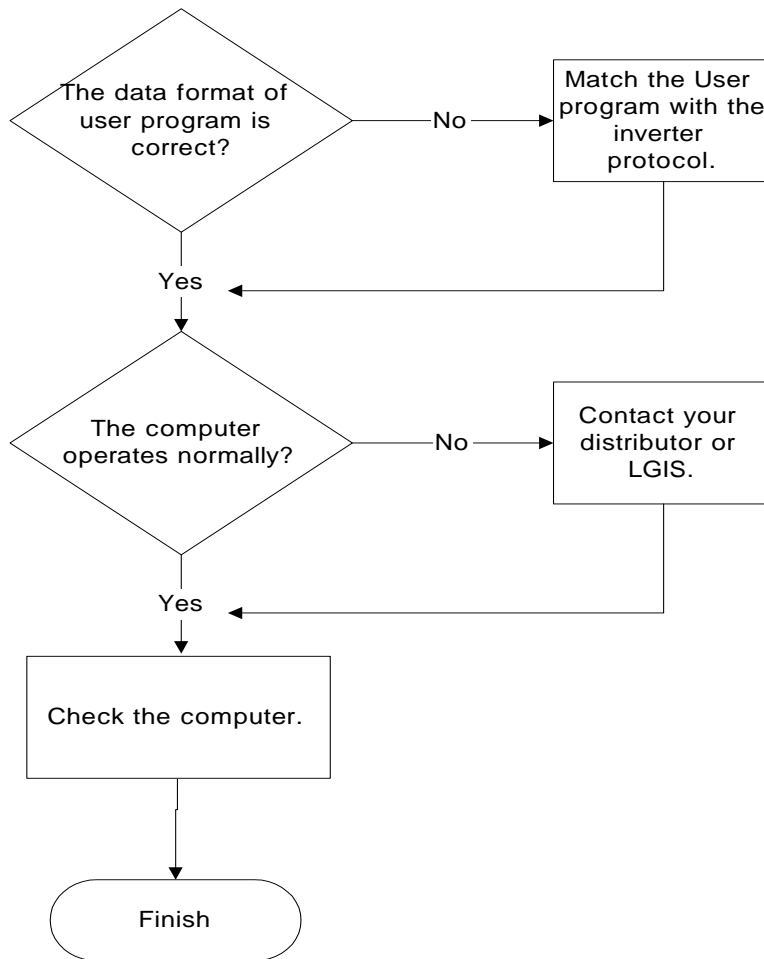 The data format of
user program is
correct?
No
Match the User
program with the
inverter
protocol.
Yes
The computer
operates normally?
No
Contact your
distributor or
LGIS.
Yes
Check the computer.
Finish